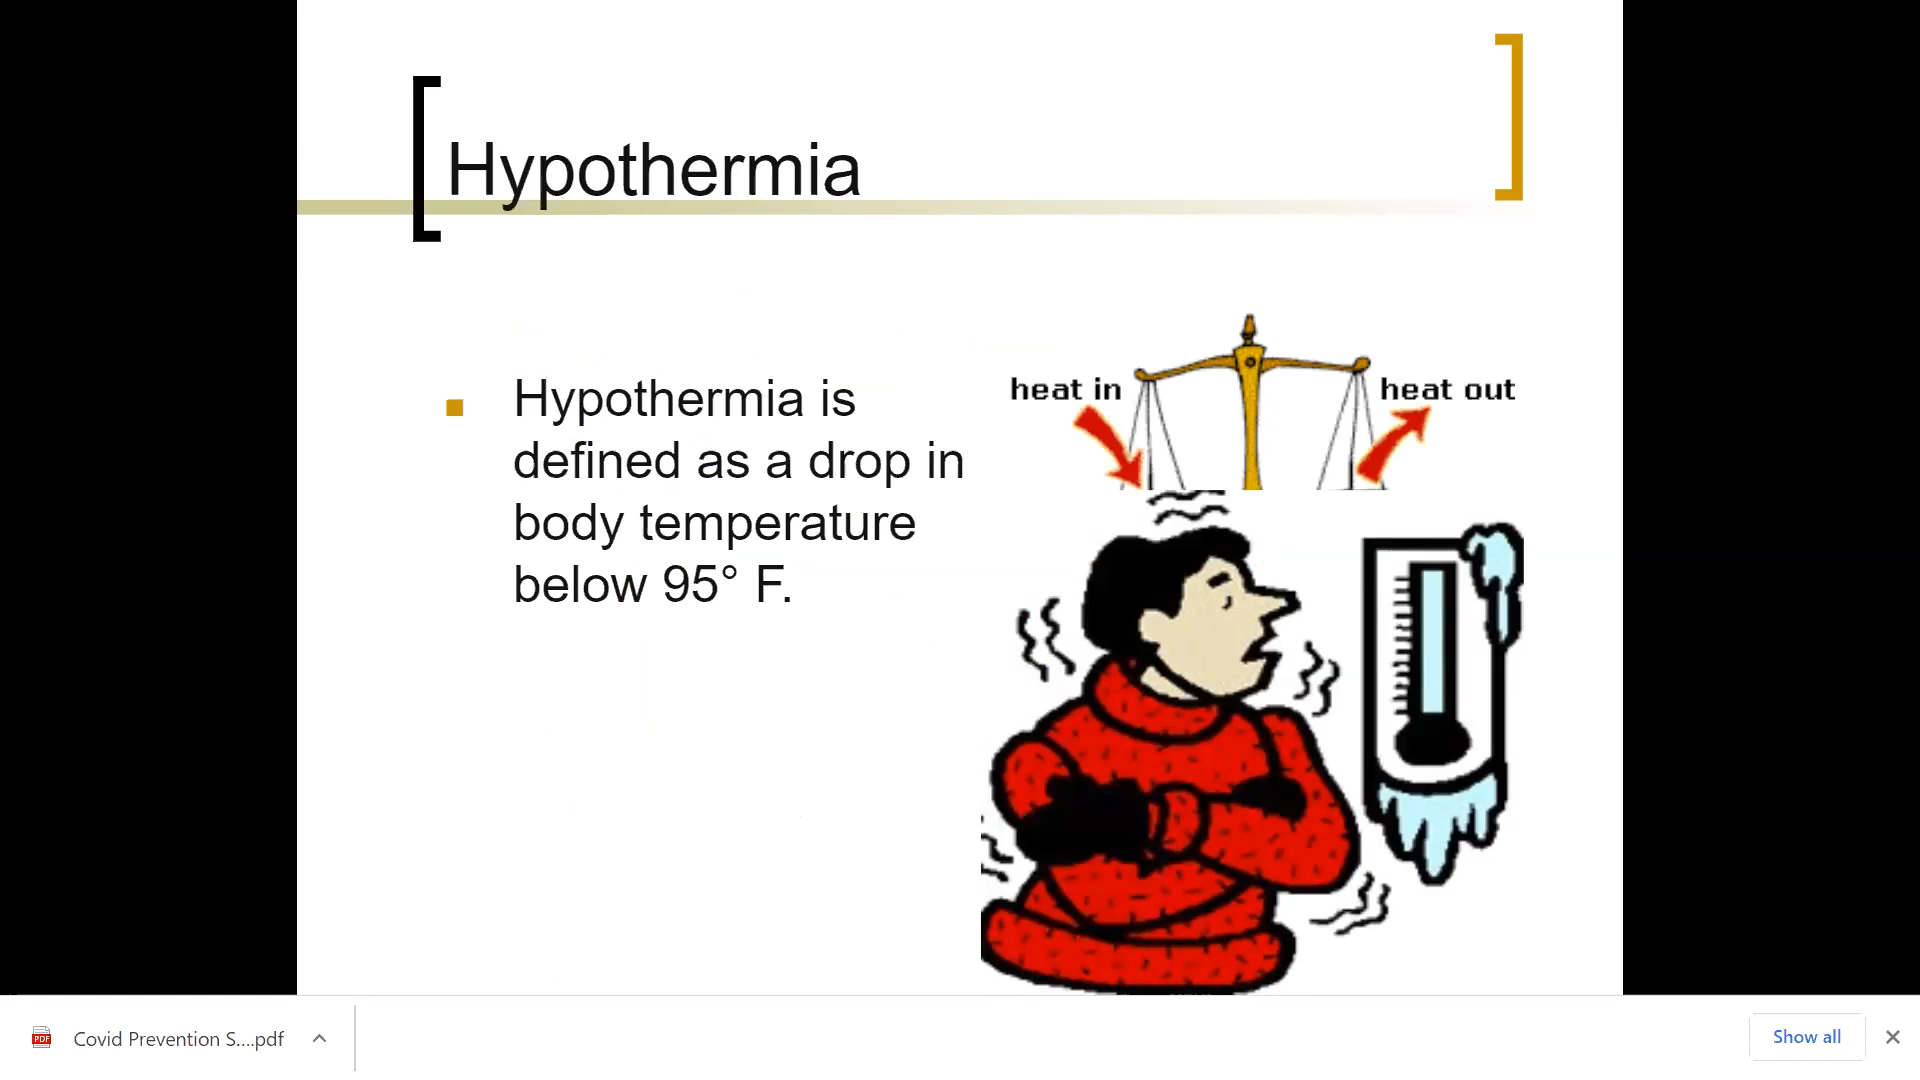 Hypothermia
Hypothermia is
defined as a drop in
body temperature
below 95° F.
heat in
heat out
PDF
Covid Prevention S....pdf
Show all